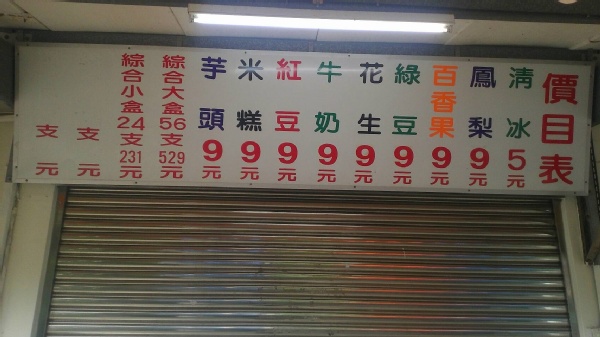 價目表
清冰5元
鳳梨9元
百香果9元
綠豆9元
花生9元
牛奶9元
紅豆9元
米糕9元
芋頭9元
綜合大盒56支529元
綜合小盒24支231元
支元
支元